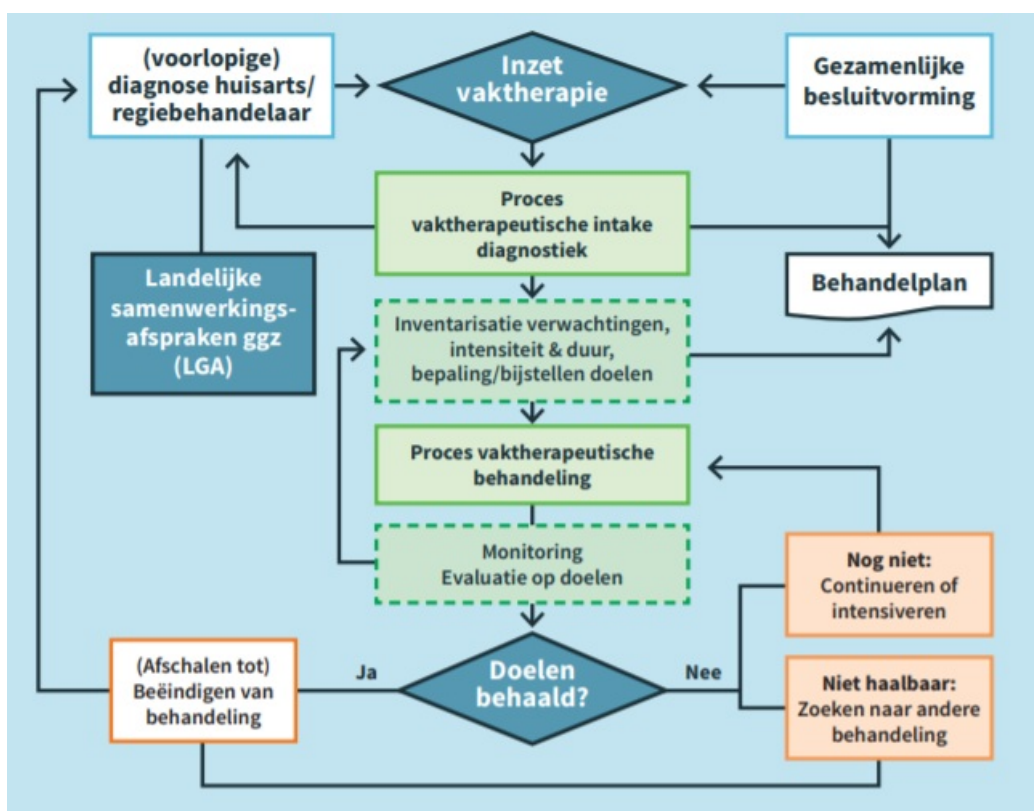 (voorlopige)
diagnose huisarts/
regiebehandelaar
Inzet
vaktherapie
Gezamenlijke
besluitvorming
Proces
vaktherapeutische intake
diagnostiek
Landelijke
samenwerkings-
afspraken ggz
(LGA)
Behandelplan
Inventarisatie verwachtingen,
intensiteit & duur,
bepaling/bijstellen doelen
Proces vaktherapeutische
behandeling
Monitoring
Evaluatie op doelen
Nog niet:
Continueren of
intensiveren
(Afschalen tot)
Beëindigen van
behandeling
Ja
Doelen
behaald?
Nee
Niet haalbaar:
Zoeken naar andere
behandeling